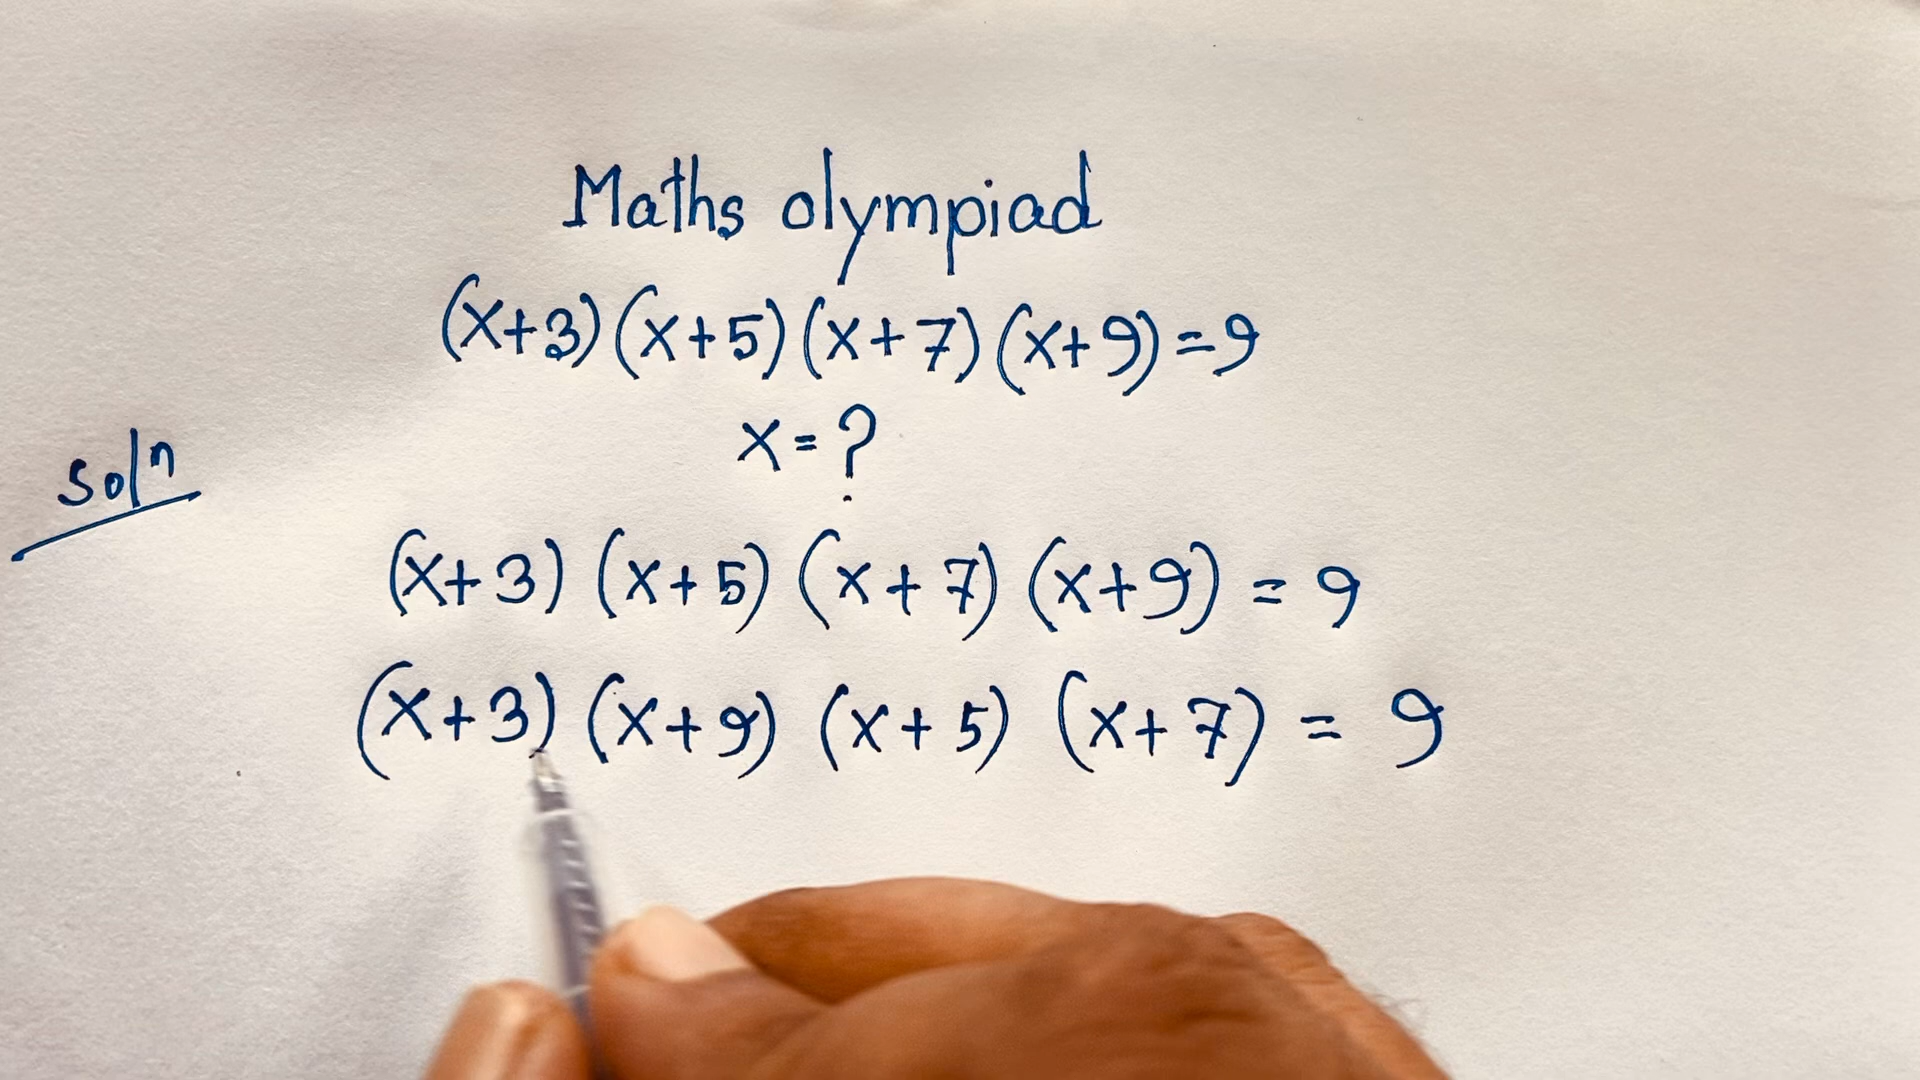 Maths olympiad
(x+3)(x+5)(x+7)(x+9)=9
x=?
Soln
(x+3) (x+5) (x+7) (x+9) = 9
(x+3) (x+9) (x+5) (x+7) = 9